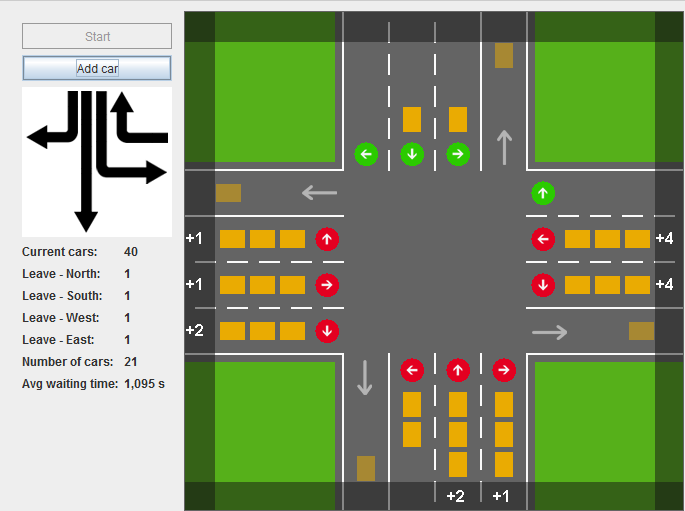 Start
Add car
Current cars: 40
Leave - North: 1
Leave - South: 1
Leave - West: 1
Leave - East: 1
Number of cars: 21
Avg waiting time: 1,095 s
+1 +4
+1 +4
+2
+2 +1